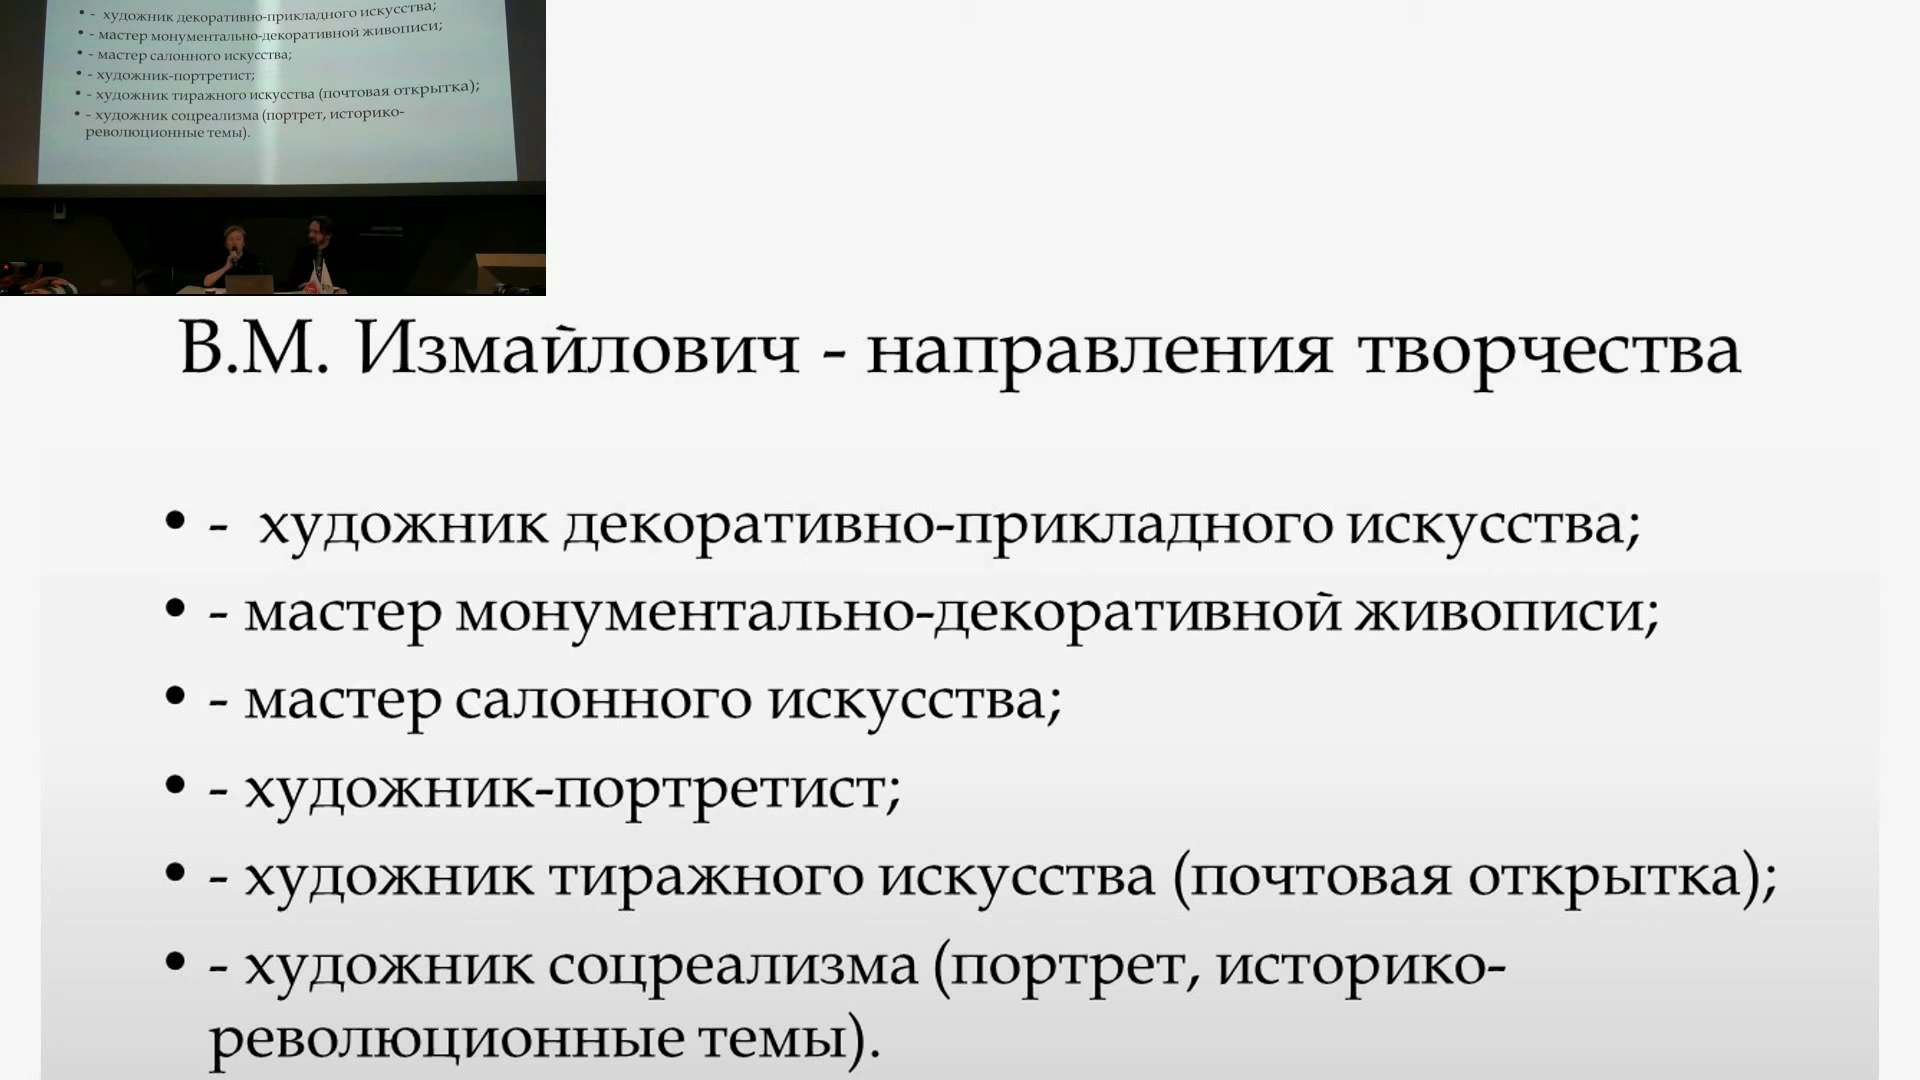 • - художник декоративно-прикладного искусства;
• - мастер монументально-декоративной живописи;
• - мастер салонного искусства;
• - художник-портретист;
• - художник тиражного искусства (почтовая открытка);
• - художник соцреализма (портрет, историко-
революционные темы).
В.М. Измайлович - направления творчества
• - художник декоративно-прикладного искусства;
• - мастер монументально-декоративной живописи;
• - мастер салонного искусства;
• - художник-портретист;
• - художник тиражного искусства (почтовая открытка);
• - художник соцреализма (портрет, историко-
революционные темы).